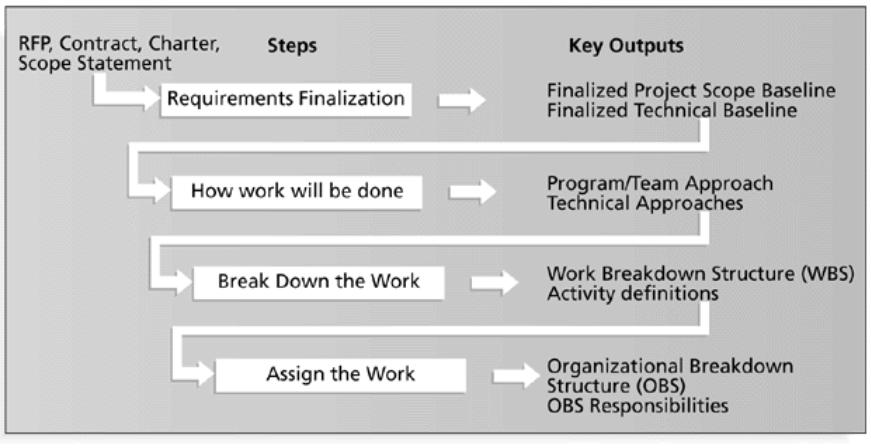 RFP, Contract, Charter,
Scope Statement
Steps
Key Outputs
Requirements Finalization
Finalized Project Scope Baseline
Finalized Technical Baseline
How work will be done
Program/Team Approach
Technical Approaches
Break Down the Work
Work Breakdown Structure (WBS)
Activity definitions
Assign the Work
Organizational Breakdown
Structure (OBS)
OBS Responsibilities